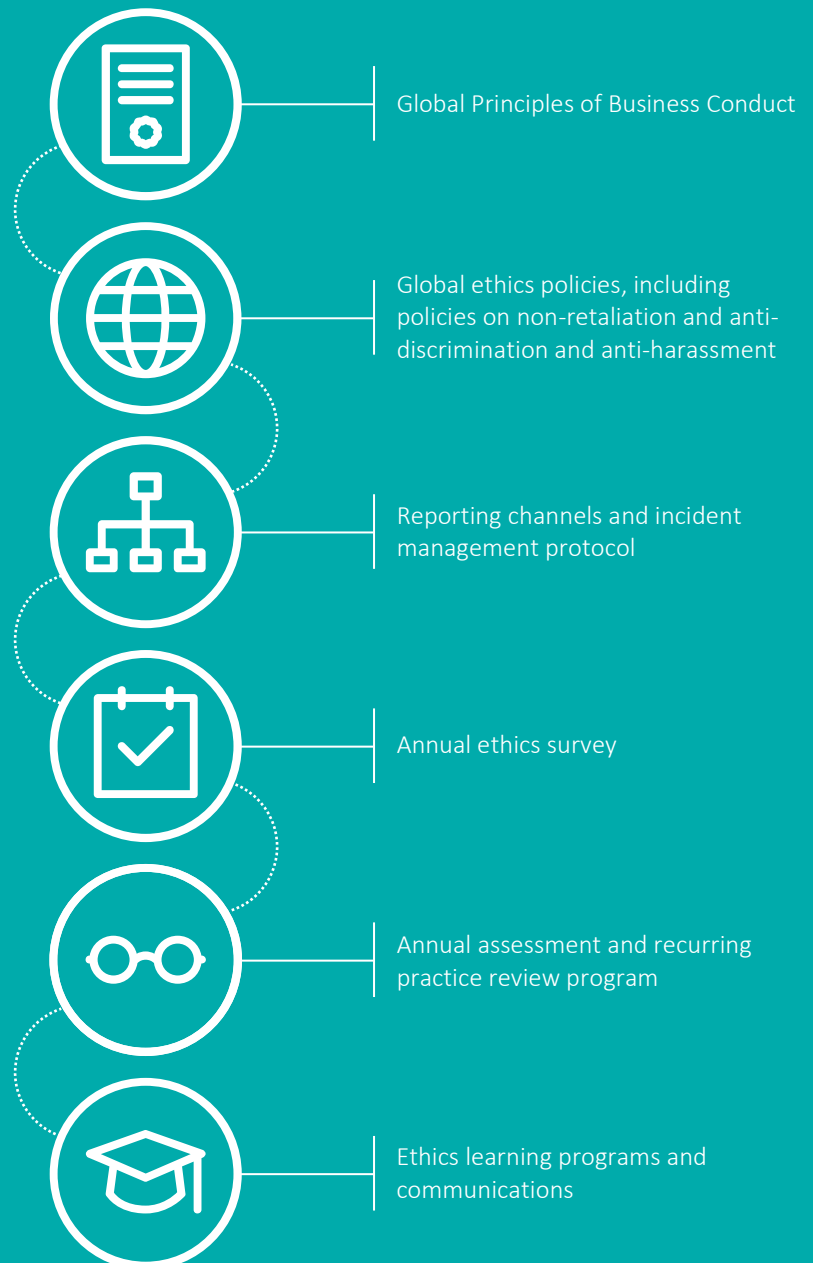 Global Principles of Business Conduct
Global ethics policies, including
policies on non-retaliation and anti-
discrimination and anti-harassment
Reporting channels and incident
management protocol
Annual ethics survey
Annual assessment and recurring
practice review program
Ethics learning programs and
communications